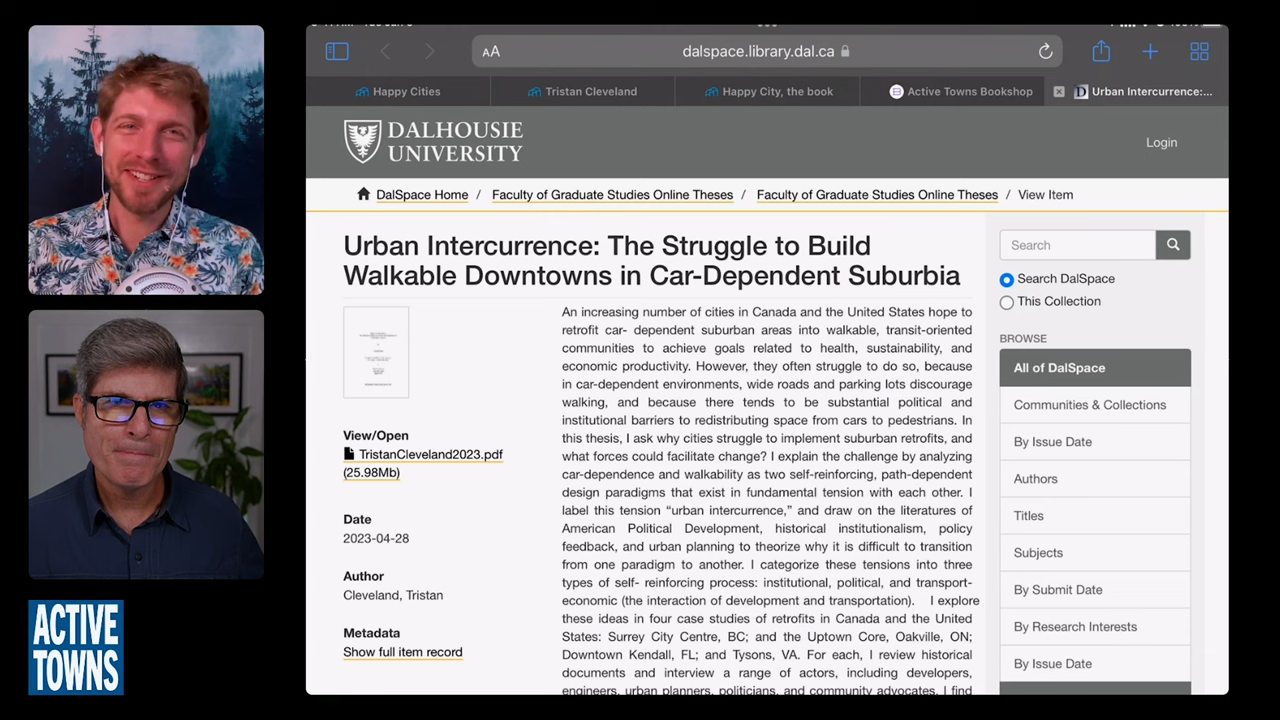 AA
dalspace.library.dal.ca
Happy Cities
Tristan Cleveland
Happy City, the book
Active Towns Bookshop
Urban Intercurrence:...
DALHOUSIE
UNIVERSITY
Login
DalSpace Home / Faculty of Graduate Studies Online Theses / Faculty of Graduate Studies Online Theses / View Item
Urban Intercurrence: The Struggle to Build
Walkable Downtowns in Car-Dependent Suburbia
An increasing number of cities in Canada and the United States hope to
retrofit car- dependent suburban areas into walkable, transit-oriented
communities to achieve goals related to health, sustainability, and
economic productivity. However, they often struggle to do so, because
in car-dependent environments, wide roads and parking lots discourage
walking, and because there tends to be substantial political and
institutional barriers to redistributing space from cars to pedestrians. In
this thesis, I ask why cities struggle to implement suburban retrofits, and
what forces could facilitate change? I explain the challenge by analyzing
car-dependence and walkability as two self-reinforcing, path-dependent
design paradigms that exist in fundamental tension with each other. I
label this tension “urban intercurrence,” and draw on the literatures of
American Political Development, historical institutionalism, policy
feedback, and urban planning to theorize why it is difficult to transition
from one paradigm to another. I categorize these tensions into three
types of self- reinforcing process: institutional, political, and transport-
economic (the interaction of development and transportation). I explore
these ideas in four case studies of retrofits in Canada and the United
States: Surrey City Centre, BC; and the Uptown Core, Oakville, ON;
Downtown Kendall, FL; and Tysons, VA. For each, I review historical
documents and interview a range of actors, including developers,
engineers, urban planners, politicians, and community advocates. I find
View/Open
TristanCleveland2023.pdf
(25.98Mb)
Date
2023-04-28
Author
Cleveland, Tristan
Metadata
Show full item record
Search
Search DalSpace
This Collection
BROWSE
All of DalSpace
Communities & Collections
By Issue Date
Authors
Titles
Subjects
By Submit Date
By Research Interests
By Issue Date
ACTIVE
TOWNS